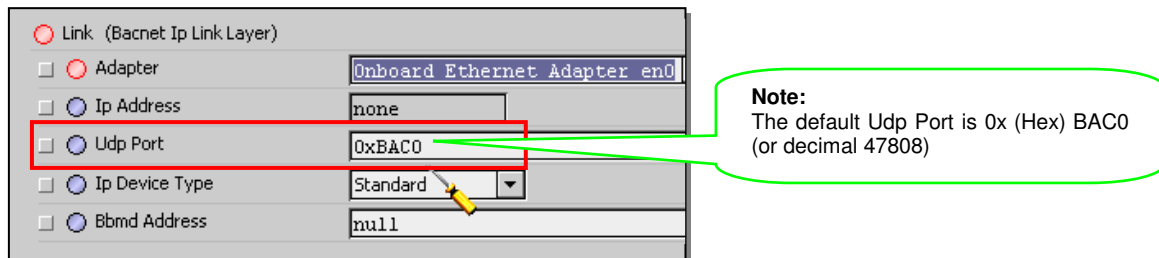 Link (Bacnet Ip Link Layer)
Adapter
Onboard Ethernet Adapter en0
Ip Address
none
Udp Port
0xBAC0
Ip Device Type
Standard
Bbmd Address
null
Note:
The default Udp Port is 0x (Hex) BAC0
(or decimal 47808)